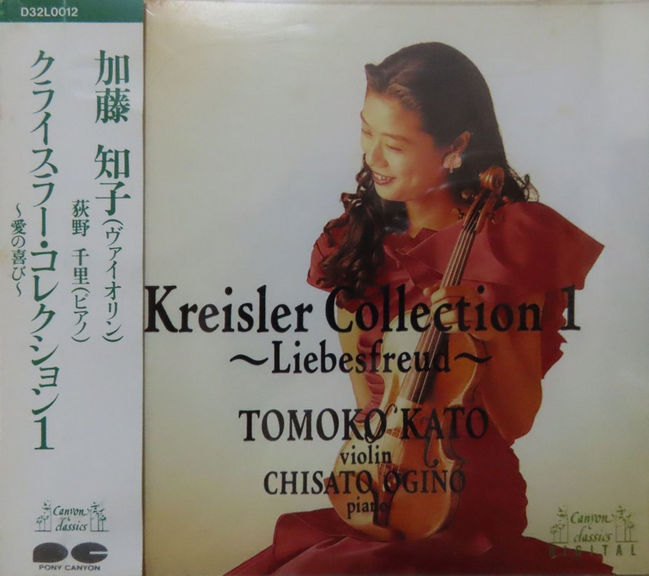 D32L0012
加藤 知子(ヴァイオリン)
荻野 千里(ピアノ)
クライスラー・コレクション1
〜愛の喜び〜
Canyon classics
PONY CANYON
Kreisler Collection 1
〜Liebesfreud〜
TOMOKO KATO
violin
CHISATO OGINO
piano
Canyon classics
DIGITAL